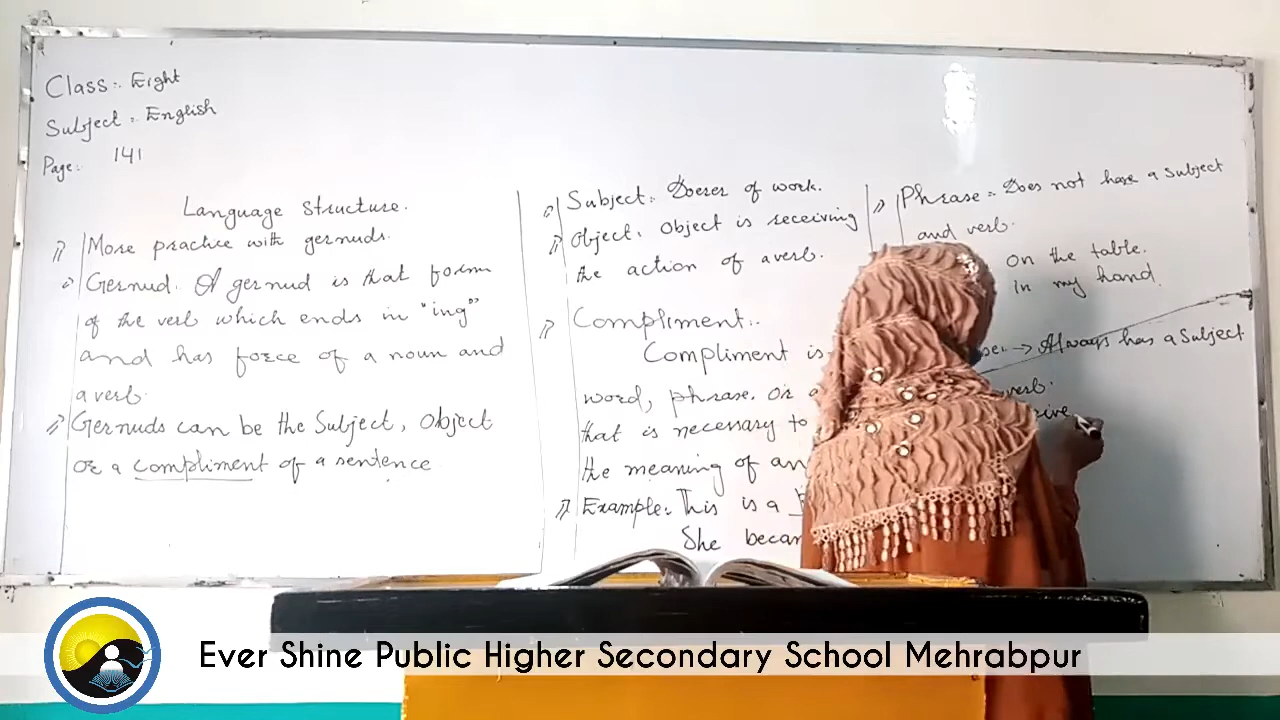 Class:- Eight
Subject:- English
Page: 141
Language Structure.
More practice with gernuds.
Gernud. A gernud is that form
of the verb which ends in "ing"
and has force of a noun and
a verb.
Gernuds can be the Subject, Object
or a compliment of a sentence.
Subject:- Doerer of work.
Object: Object is receiving
the action of a verb.
Compliment:-
Compliment is
word, phrase. or a
that is necessary to
the meaning of an
Example:- This is a
She becam
Phrase:- Does not have a Subject
and verb.
on the table.
in my hand.
→ Always has a Subject
verb.
Ever Shine Public Higher Secondary School Mehrabpur